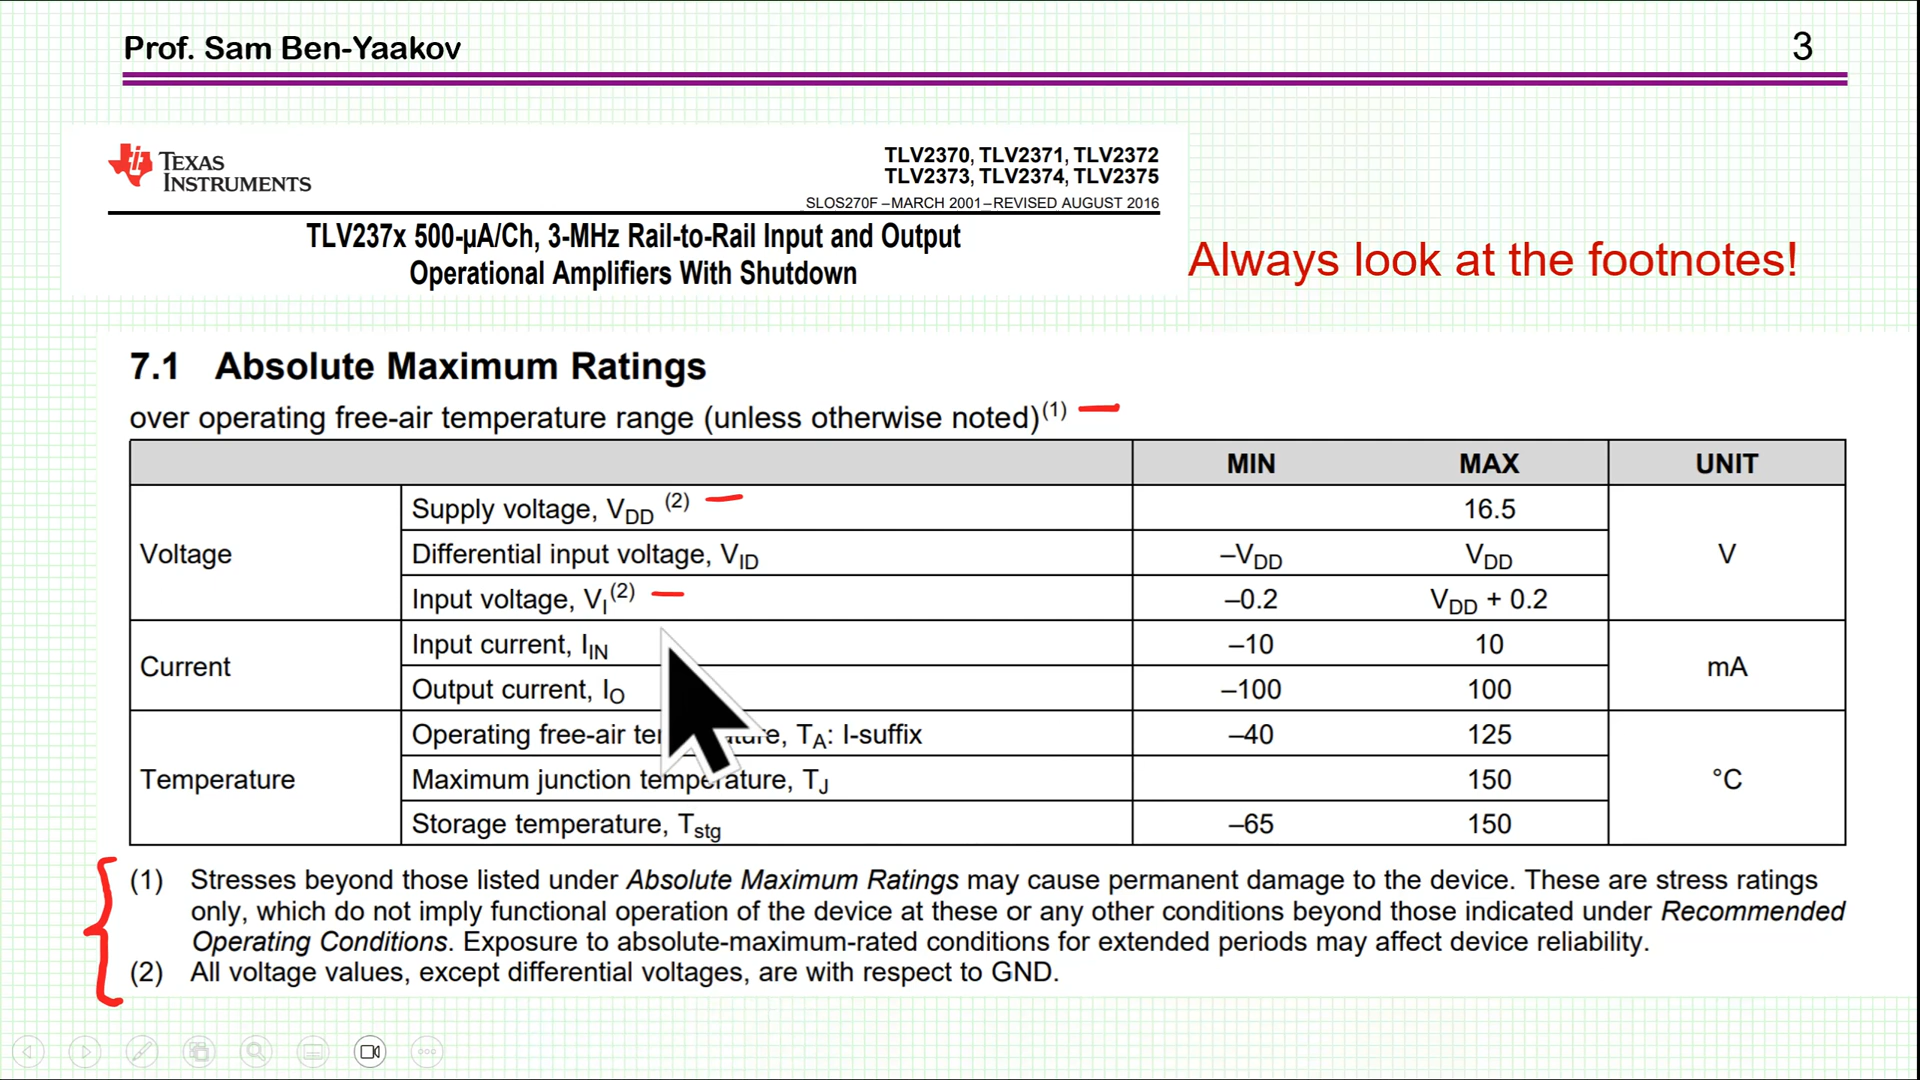 Prof. Sam Ben-Yaakov
3
TEXAS
INSTRUMENTS
TLV2370, TLV2371, TLV2372
TLV2373, TLV2374, TLV2375
SLOS270F –MARCH 2001–REVISED AUGUST 2016
TLV237x 500-µA/Ch, 3-MHz Rail-to-Rail Input and Output
Operational Amplifiers With Shutdown
Always look at the footnotes!
7.1 Absolute Maximum Ratings
over operating free-air temperature range (unless otherwise noted)(1)
MIN MAX UNIT
Voltage
Supply voltage, VDD (2) 16.5
Differential input voltage, VID –VDD VDD
V
Input voltage, VI(2) –0.2 VDD + 0.2
Current
Input current, IIN –10 10
mA
Output current, IO –100 100
Temperature
Operating free-air temperature, TA: I-suffix –40 125
Maximum junction temperature, TJ 150
°C
Storage temperature, Tstg –65 150
(1) Stresses beyond those listed under Absolute Maximum Ratings may cause permanent damage to the device. These are stress ratings
only, which do not imply functional operation of the device at these or any other conditions beyond those indicated under Recommended
Operating Conditions. Exposure to absolute-maximum-rated conditions for extended periods may affect device reliability.
(2) All voltage values, except differential voltages, are with respect to GND.